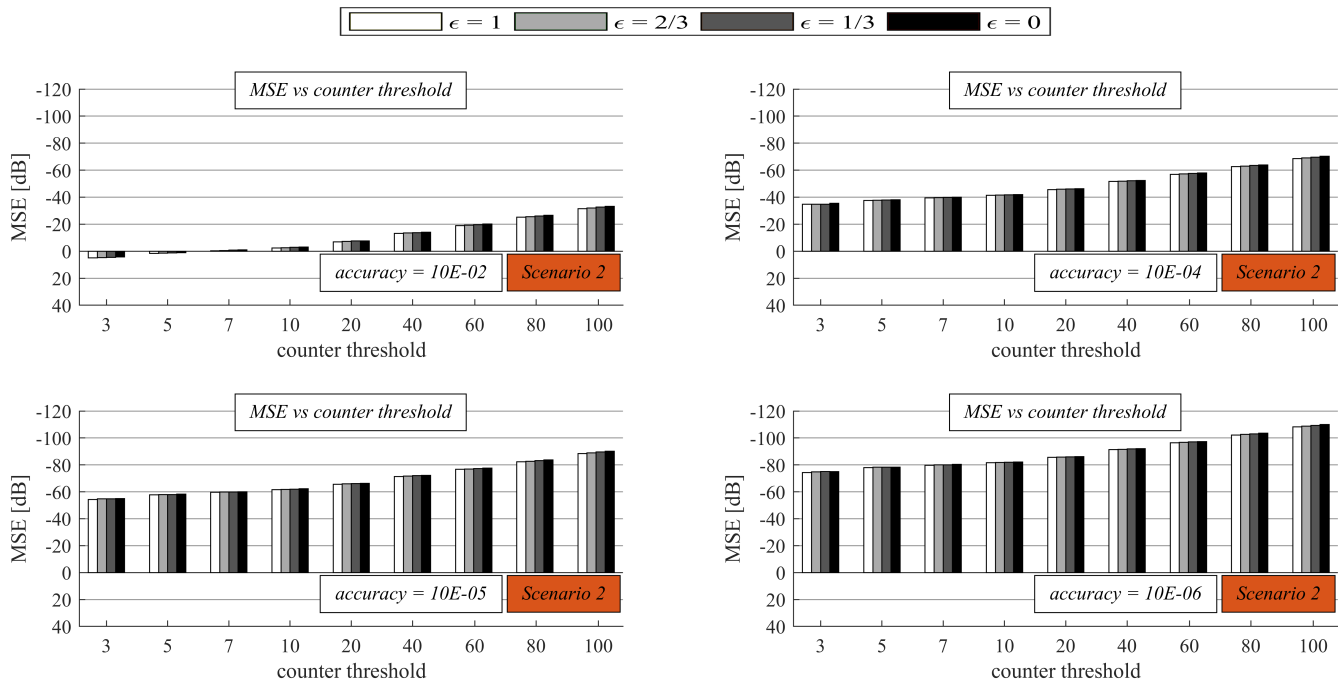 ϵ = 1 ϵ = 2/3 ϵ = 1/3 ϵ = 0
MSE vs counter threshold
-120
-100
-80
-60
-40
-20
0
20
40
MSE [dB]
accuracy = 10E-02 Scenario 2
3 5 7 10 20 40 60 80 100
counter threshold
MSE vs counter threshold
-120
-100
-80
-60
-40
-20
0
20
40
MSE [dB]
accuracy = 10E-04 Scenario 2
3 5 7 10 20 40 60 80 100
counter threshold
MSE vs counter threshold
-120
-100
-80
-60
-40
-20
0
20
40
MSE [dB]
accuracy = 10E-05 Scenario 2
3 5 7 10 20 40 60 80 100
counter threshold
MSE vs counter threshold
-120
-100
-80
-60
-40
-20
0
20
40
MSE [dB]
accuracy = 10E-06 Scenario 2
3 5 7 10 20 40 60 80 100
counter threshold